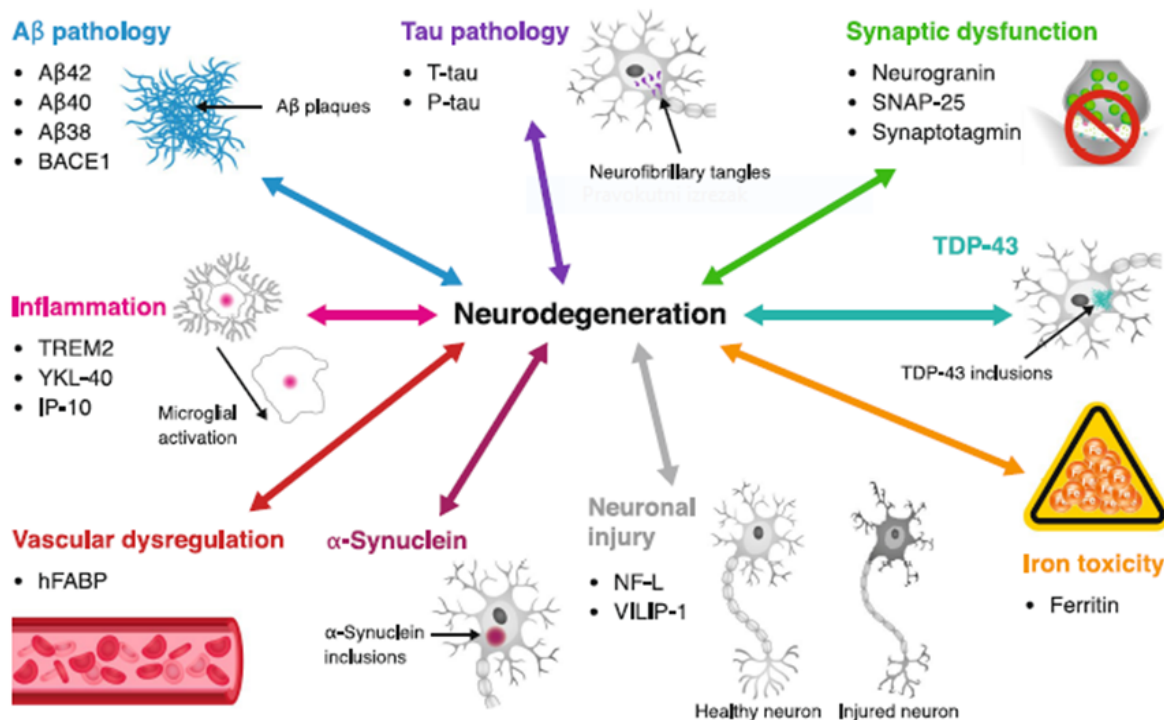 Aβ pathology
• Aβ42
• Aβ40
• Aβ38
• BACE1
Aβ plaques
Tau pathology
• T-tau
• P-tau
Neurofibrillary tangles
Synaptic dysfunction
• Neurogranin
• SNAP-25
• Synaptotagmin
Pravokutni izrezak
TDP-43
TDP-43 inclusions
Inflammation
• TREM2
• YKL-40
• IP-10
Microglial
activation
Neurodegeneration
Vascular dysregulation
• hFABP
α-Synuclein
α-Synuclein
inclusions
Neuronal
injury
• NF-L
• VILIP-1
Healthy neuron
Injured neuron
Iron toxicity
• Ferritin